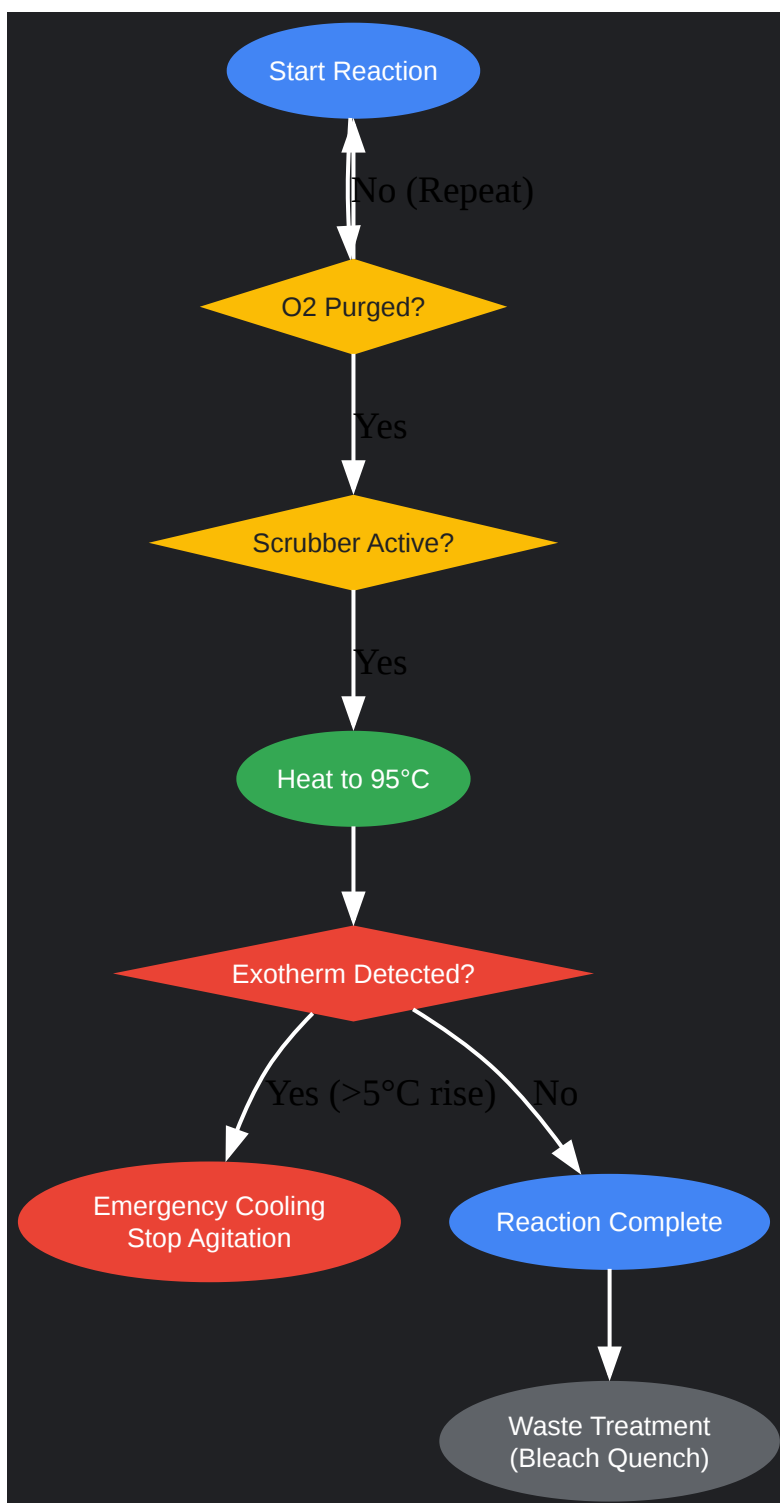 Start Reaction
No (Repeat)
O2 Purged?
Yes
Scrubber Active?
Yes
Heat to 95°C
Exotherm Detected?
Yes (>5°C rise)
No
Emergency Cooling
Stop Agitation
Reaction Complete
Waste Treatment
(Bleach Quench)